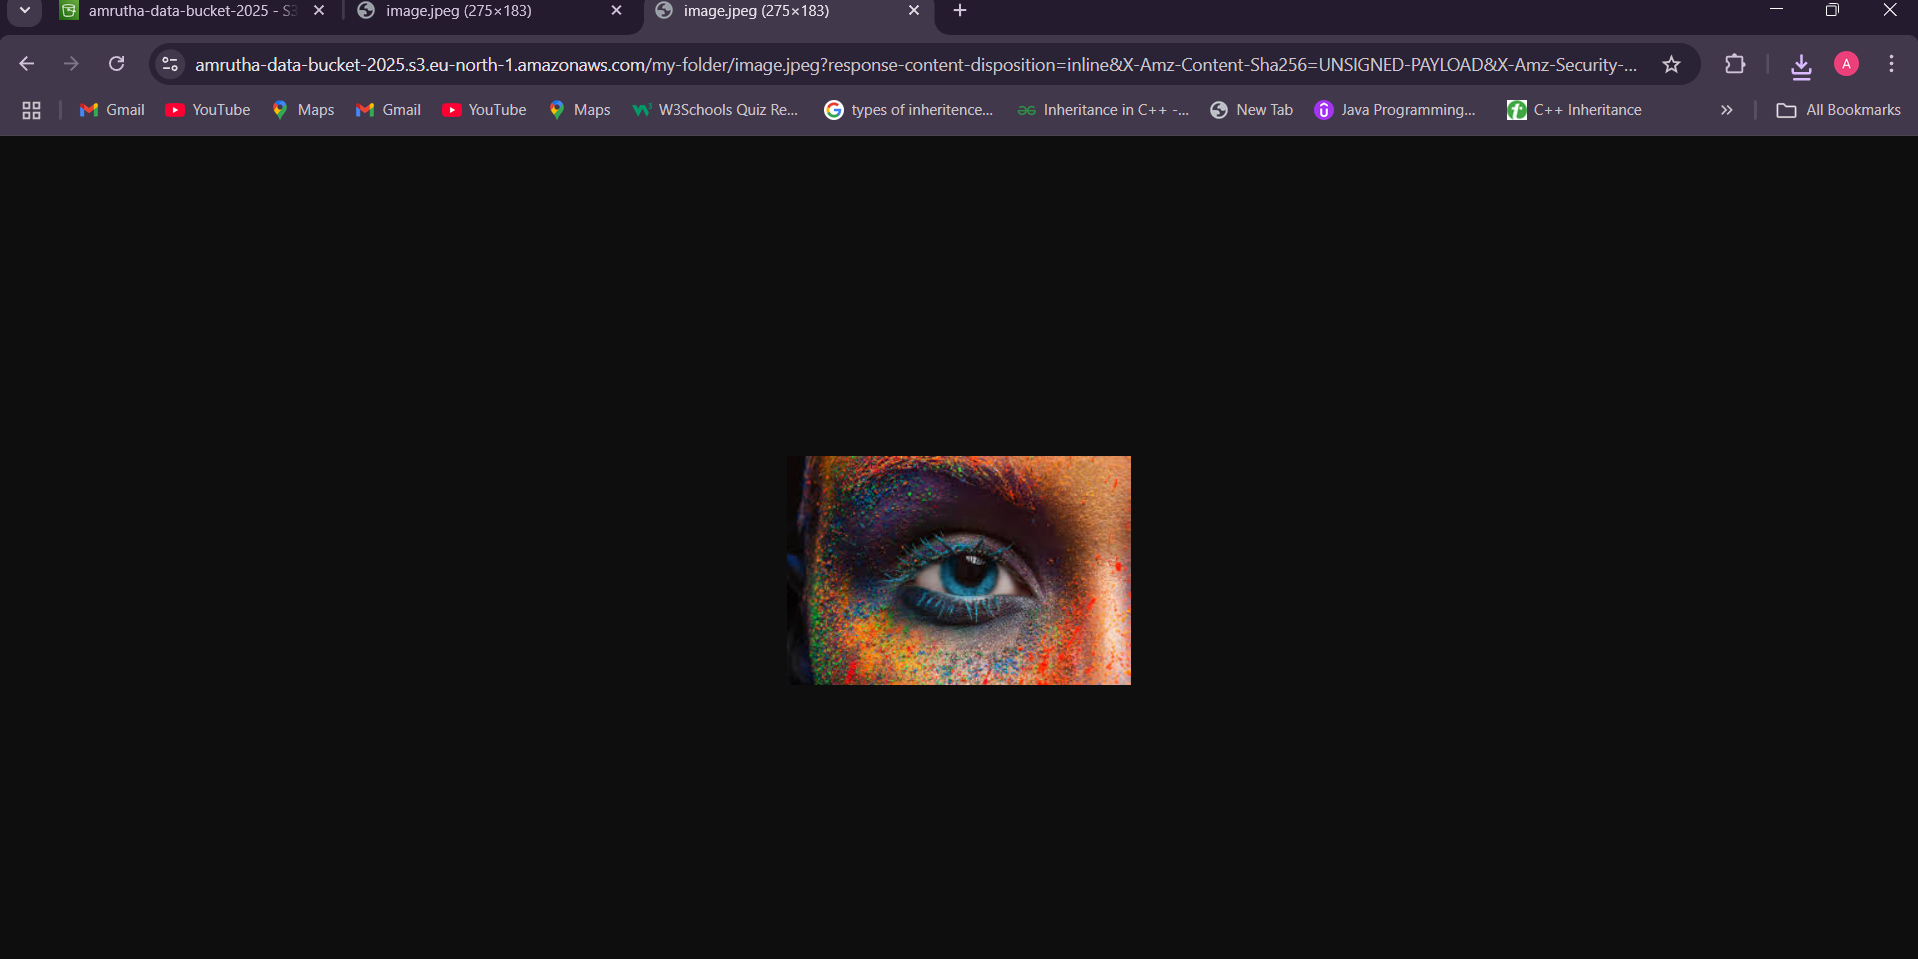 amrutha-data-bucket-2025 - S3
image.jpeg (275×183)
image.jpeg (275×183)
amrutha-data-bucket-2025.s3.eu-north-1.amazonaws.com/my-folder/image.jpeg?response-content-disposition=inline&X-Amz-Content-Sha256=UNSIGNED-PAYLOAD&X-Amz-Security-...
A
Gmail YouTube Maps Gmail YouTube Maps W3Schools Quiz Re... types of inheritence... Inheritance in C++ -... New Tab Java Programming... C++ Inheritance » All Bookmarks